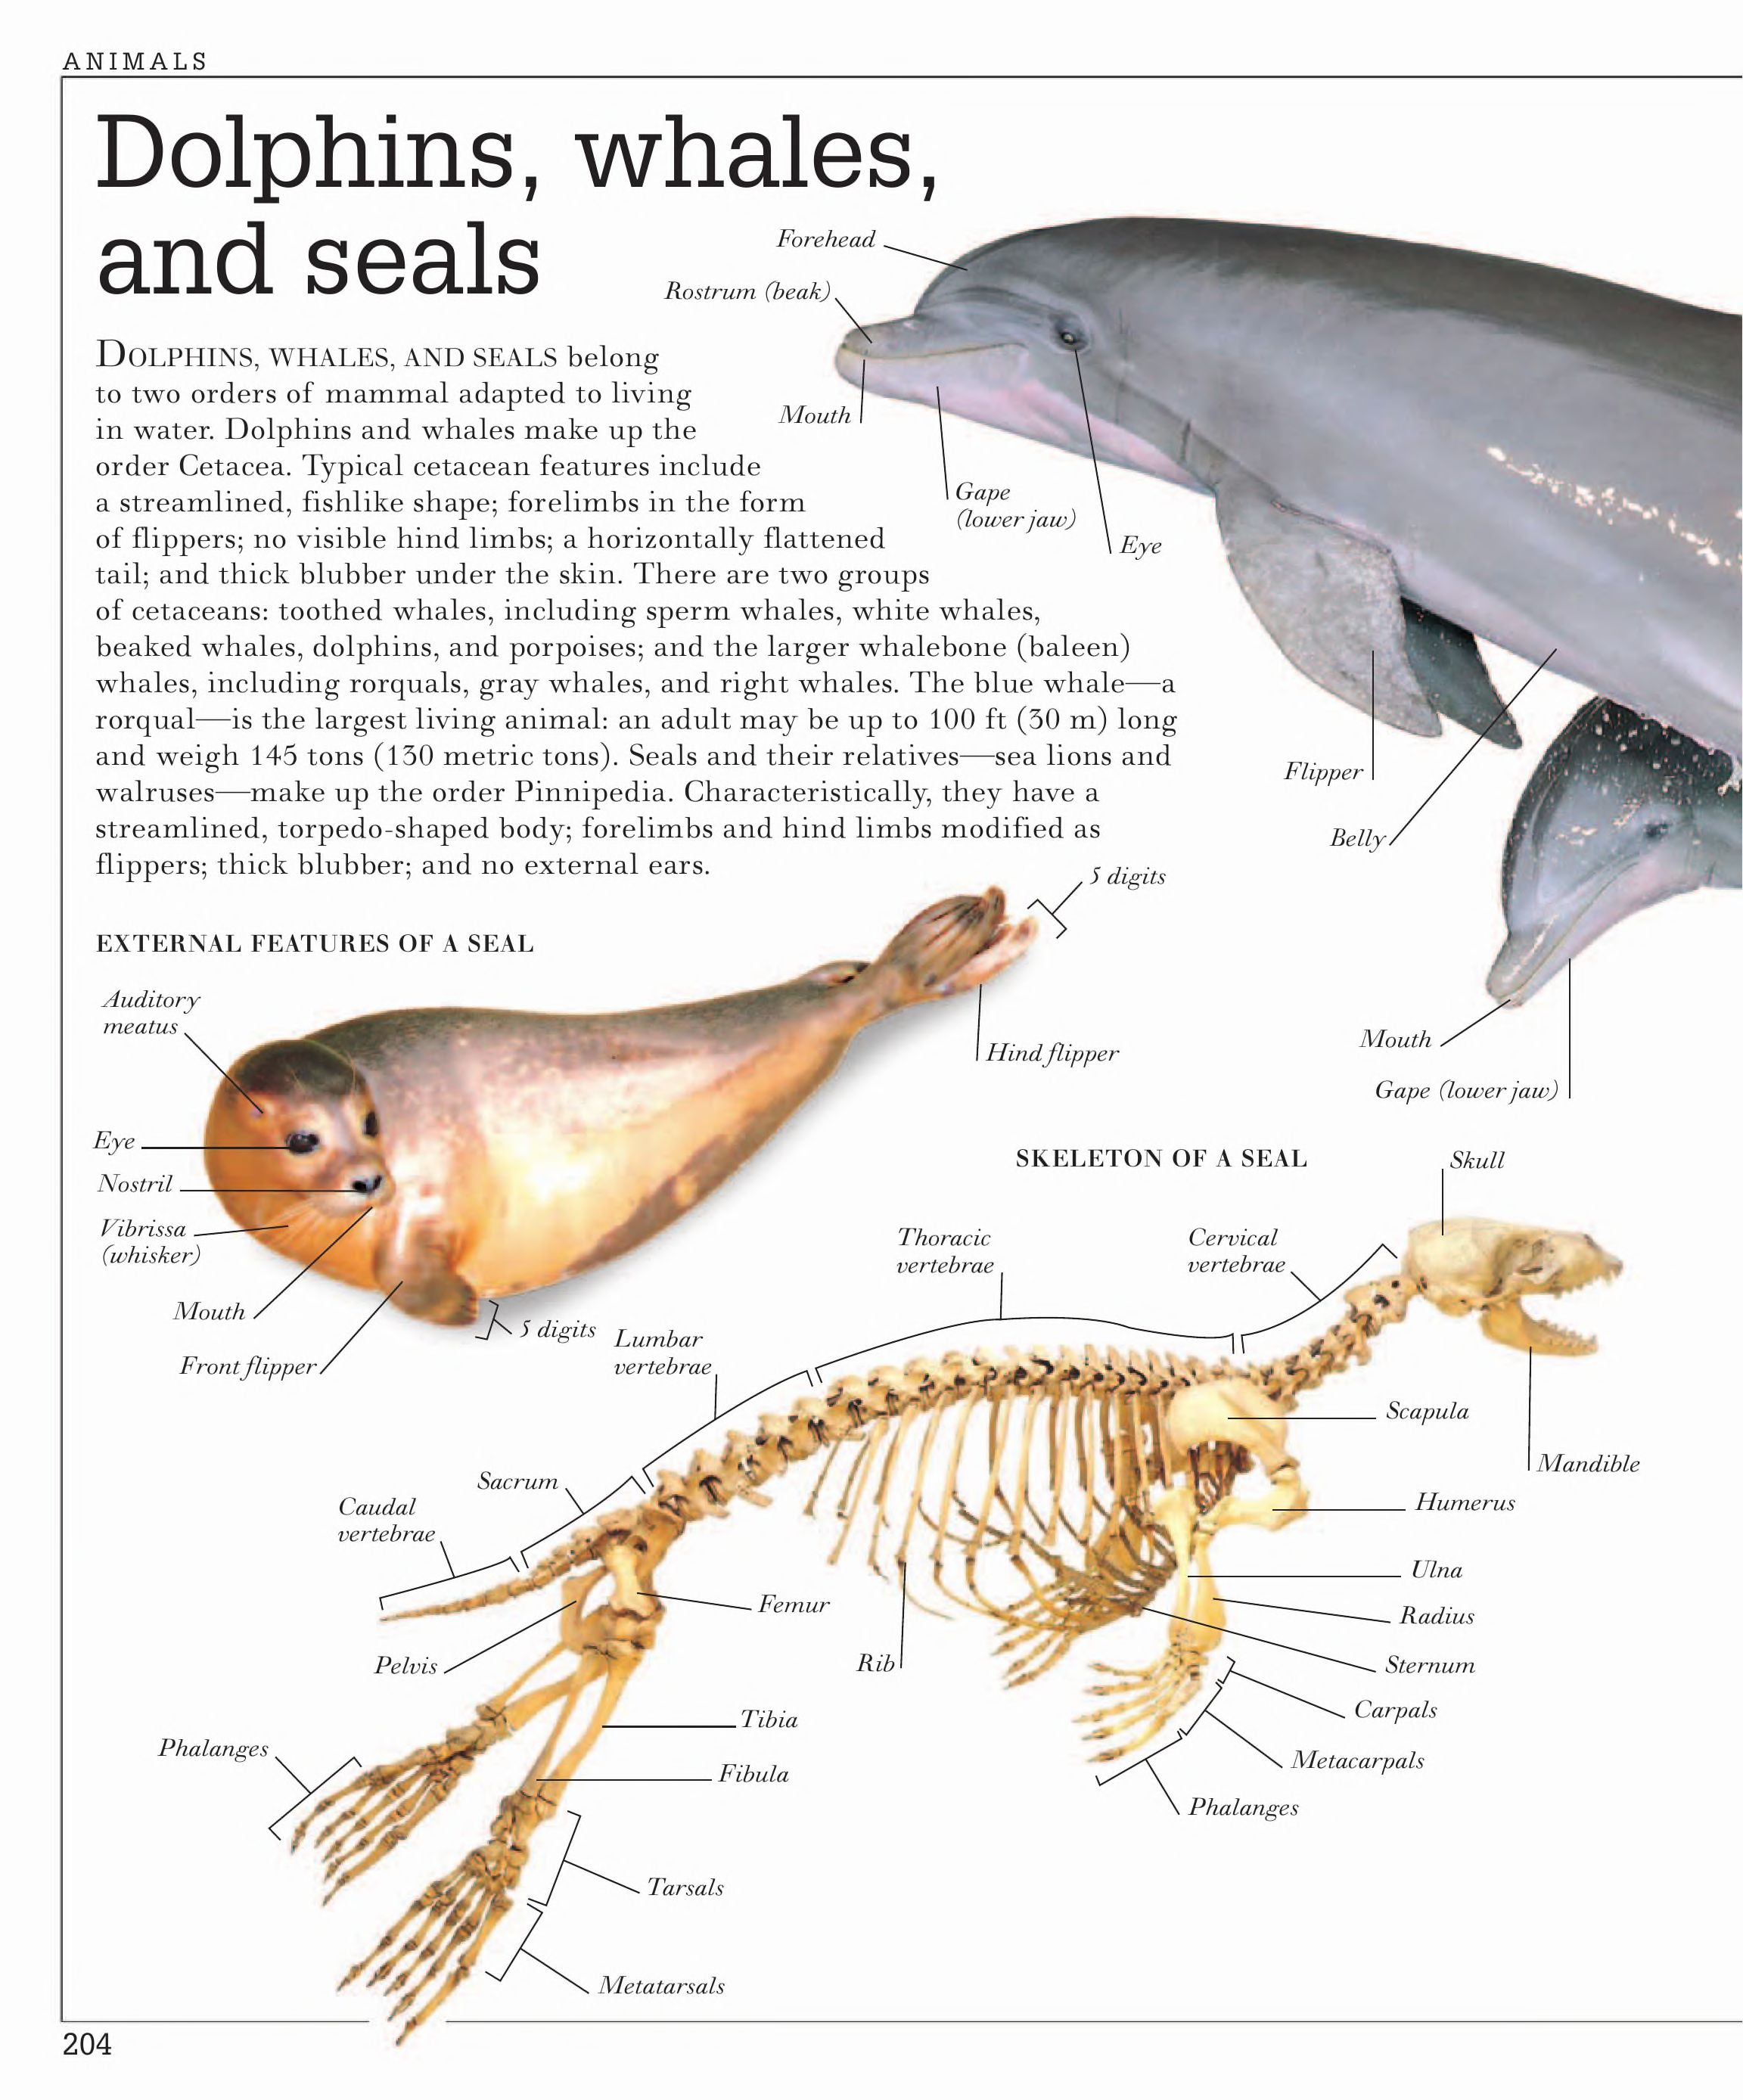 ANIMALS
Dolphins, whales,
and seals
DOLPHINS, WHALES, AND SEALS belong
to two orders of mammal adapted to living
in water. Dolphins and whales make up the
order Cetacea. Typical cetacean features include
a streamlined, fishlike shape; forelimbs in the form
of flippers; no visible hind limbs; a horizontally flattened
tail; and thick blubber under the skin. There are two groups
of cetaceans: toothed whales, including sperm whales, white whales,
beaked whales, dolphins, and porpoises; and the larger whalebone (baleen)
whales, including rorquals, gray whales, and right whales. The blue whale—a
rorqual—is the largest living animal: an adult may be up to 100 ft (30 m) long
and weigh 145 tons (130 metric tons). Seals and their relatives—sea lions and
walruses—make up the order Pinnipedia. Characteristically, they have a
streamlined, torpedo-shaped body; forelimbs and hind limbs modified as
flippers; thick blubber; and no external ears.
Forehead
Rostrum (beak)
Mouth
Gape
(lower jaw)
Eye
Flipper
Belly
Mouth
Gape (lower jaw)
EXTERNAL FEATURES OF A SEAL
5 digits
Auditory
meatus
Hind flipper
Eye
Nostril
Vibrissa
(whisker)
Mouth
Front flipper
5 digits
SKELETON OF A SEAL
Skull
Thoracic
vertebrae
Cervical
vertebrae
Lumbar
vertebrae
Scapula
Mandible
Sacrum
Humerus
Caudal
vertebrae
Ulna
Femur
Radius
Pelvis
Rib
Sternum
Carpals
Tibia
Phalanges
Metacarpals
Fibula
Phalanges
Tarsals
Metatarsals
204